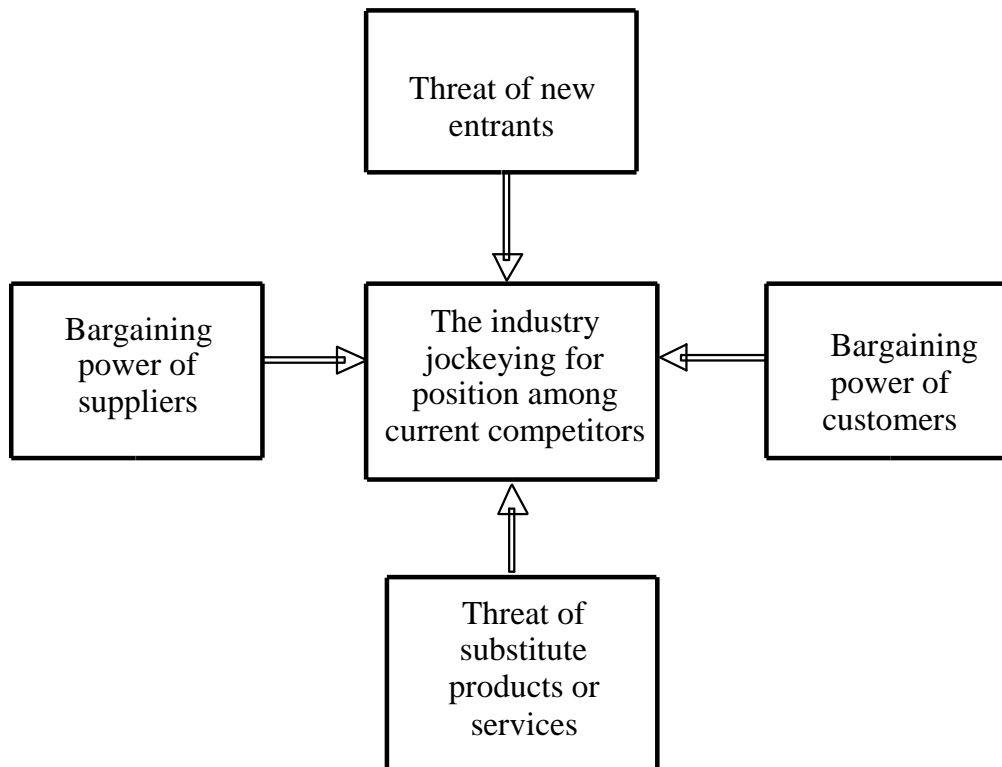 Threat of new
entrants
Bargaining
power of
suppliers
The industry
jockeying for
position among
current competitors
Bargaining
power of
customers
Threat of
substitute
products or
services